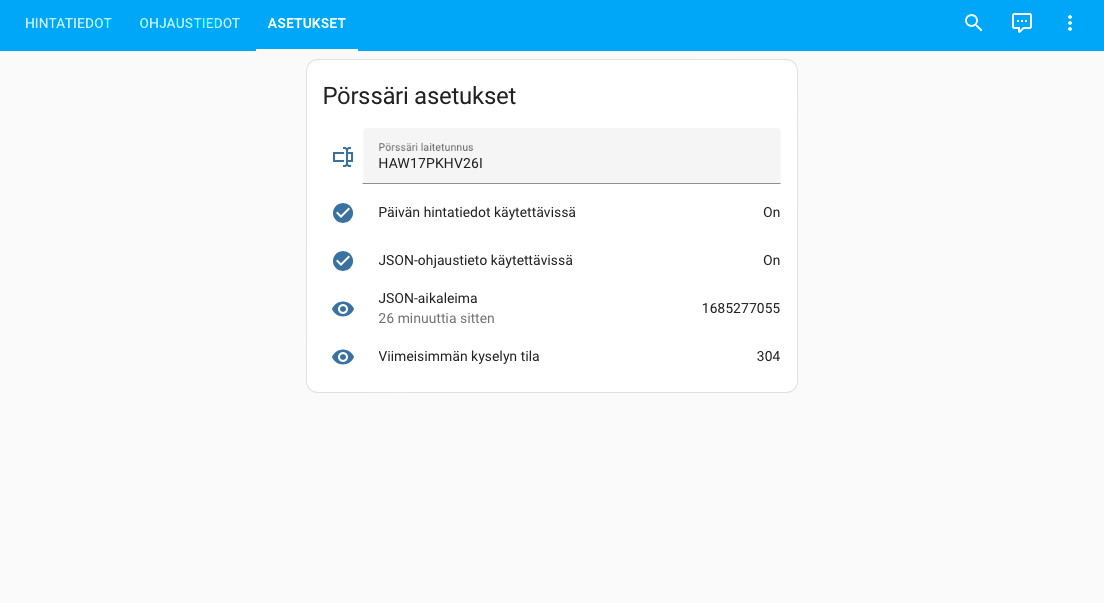 HINTATIEDOT OHJAUSTIEDOT ASETUKSET
Pörssäri asetukset
Pörssäri laitetunnus
HAW17PKHV26I
Päivän hintatiedot käytettävissä On
JSON-ohjaustieto käytettävissä On
JSON-aikaleima
26 minuuttia sitten
1685277055
Viimeisimmän kyselyn tila 304